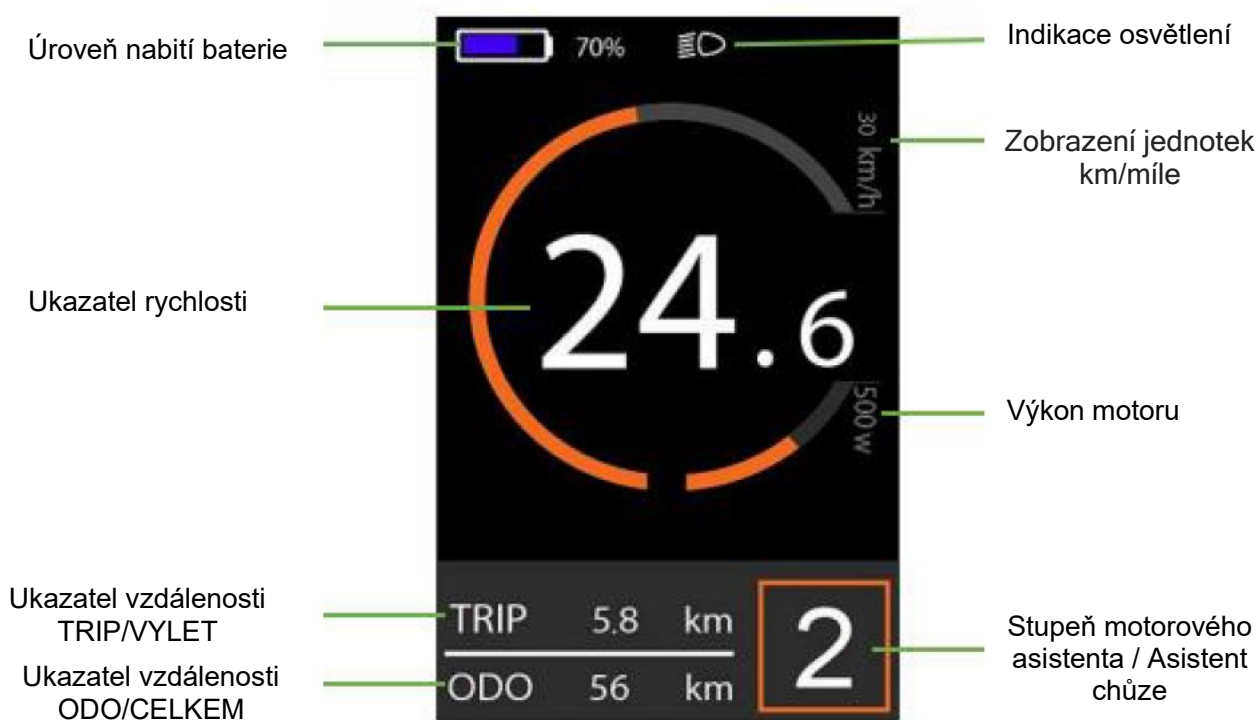 Úroveň nabití baterie
70%
Indikace osvětlení
30 km/h
Zobrazení jednotek
km/míle
24.6
Ukazatel rychlosti
500w
Výkon motoru
Ukazatel vzdálenosti
TRIP/VYLET
TRIP 5.8 km
2
Stupeň motorového
asistenta / Asistent
chůze
Ukazatel vzdálenosti
ODO/CELKEM
ODO 56 km